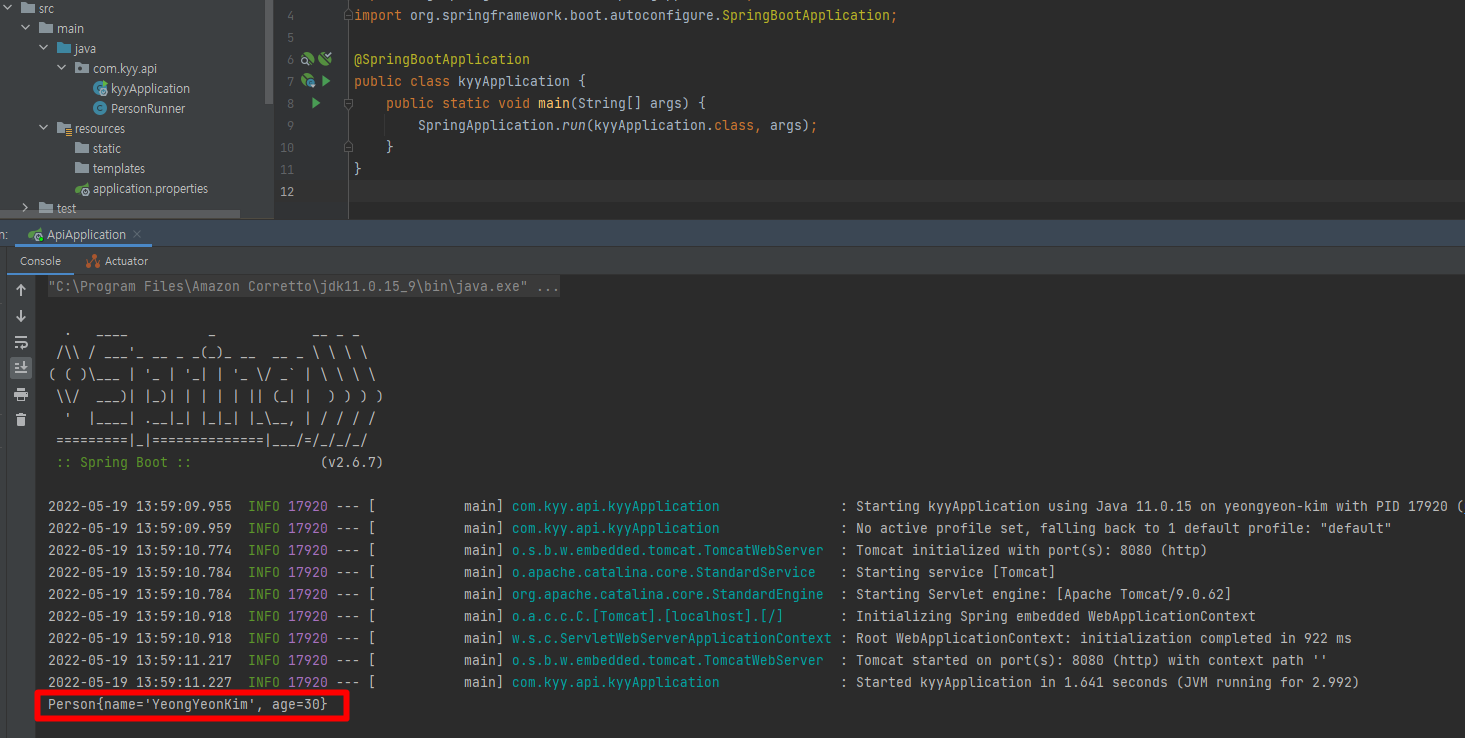 src
main
java
com.kyy.api
kyyApplication
PersonRunner
resources
static
templates
application.properties
test
4 import org.springframework.boot.autoconfigure.SpringBootApplication;
5
6 @SpringBootApplication
7 public class kyyApplication {
8 public static void main(String[] args) {
9 SpringApplication.run(kyyApplication.class, args);
10 }
11 }
12
n: ApiApplication
Console Actuator
"C:\Program Files\Amazon Corretto\jdk11.0.15_9\bin\java.exe" ...
  .   ____          _            __ _ _
 /\\ / ___'_ __ _ _(_)_ __  __ _ \ \ \ \
( ( )\___ | '_ | '_| | '_ \/ _` | \ \ \ \
 \\/  ___)| |_)| | | | | || (_| |  ) ) ) )
  '  |____| .__|_| |_|_| |_\__, | / / / /
 =========|_|==============|___/=/_/_/_/
 :: Spring Boot ::                (v2.6.7)
2022-05-19 13:59:09.955  INFO 17920 --- [           main] com.kyy.api.kyyApplication               : Starting kyyApplication using Java 11.0.15 on yeongyeon-kim with PID 17920 (
2022-05-19 13:59:09.959  INFO 17920 --- [           main] com.kyy.api.kyyApplication               : No active profile set, falling back to 1 default profile: "default"
2022-05-19 13:59:10.774  INFO 17920 --- [           main] o.s.b.w.embedded.tomcat.TomcatWebServer  : Tomcat initialized with port(s): 8080 (http)
2022-05-19 13:59:10.784  INFO 17920 --- [           main] o.apache.catalina.core.StandardService   : Starting service [Tomcat]
2022-05-19 13:59:10.784  INFO 17920 --- [           main] org.apache.catalina.core.StandardEngine  : Starting Servlet engine: [Apache Tomcat/9.0.62]
2022-05-19 13:59:10.918  INFO 17920 --- [           main] o.a.c.c.C.[Tomcat].[localhost].[/]       : Initializing Spring embedded WebApplicationContext
2022-05-19 13:59:10.918  INFO 17920 --- [           main] w.s.c.ServletWebServerApplicationContext : Root WebApplicationContext: initialization completed in 922 ms
2022-05-19 13:59:11.217  INFO 17920 --- [           main] o.s.b.w.embedded.tomcat.TomcatWebServer  : Tomcat started on port(s): 8080 (http) with context path ''
2022-05-19 13:59:11.227  INFO 17920 --- [           main] com.kyy.api.kyyApplication               : Started kyyApplication in 1.641 seconds (JVM running for 2.992)
Person{name='YeongYeonKim', age=30}